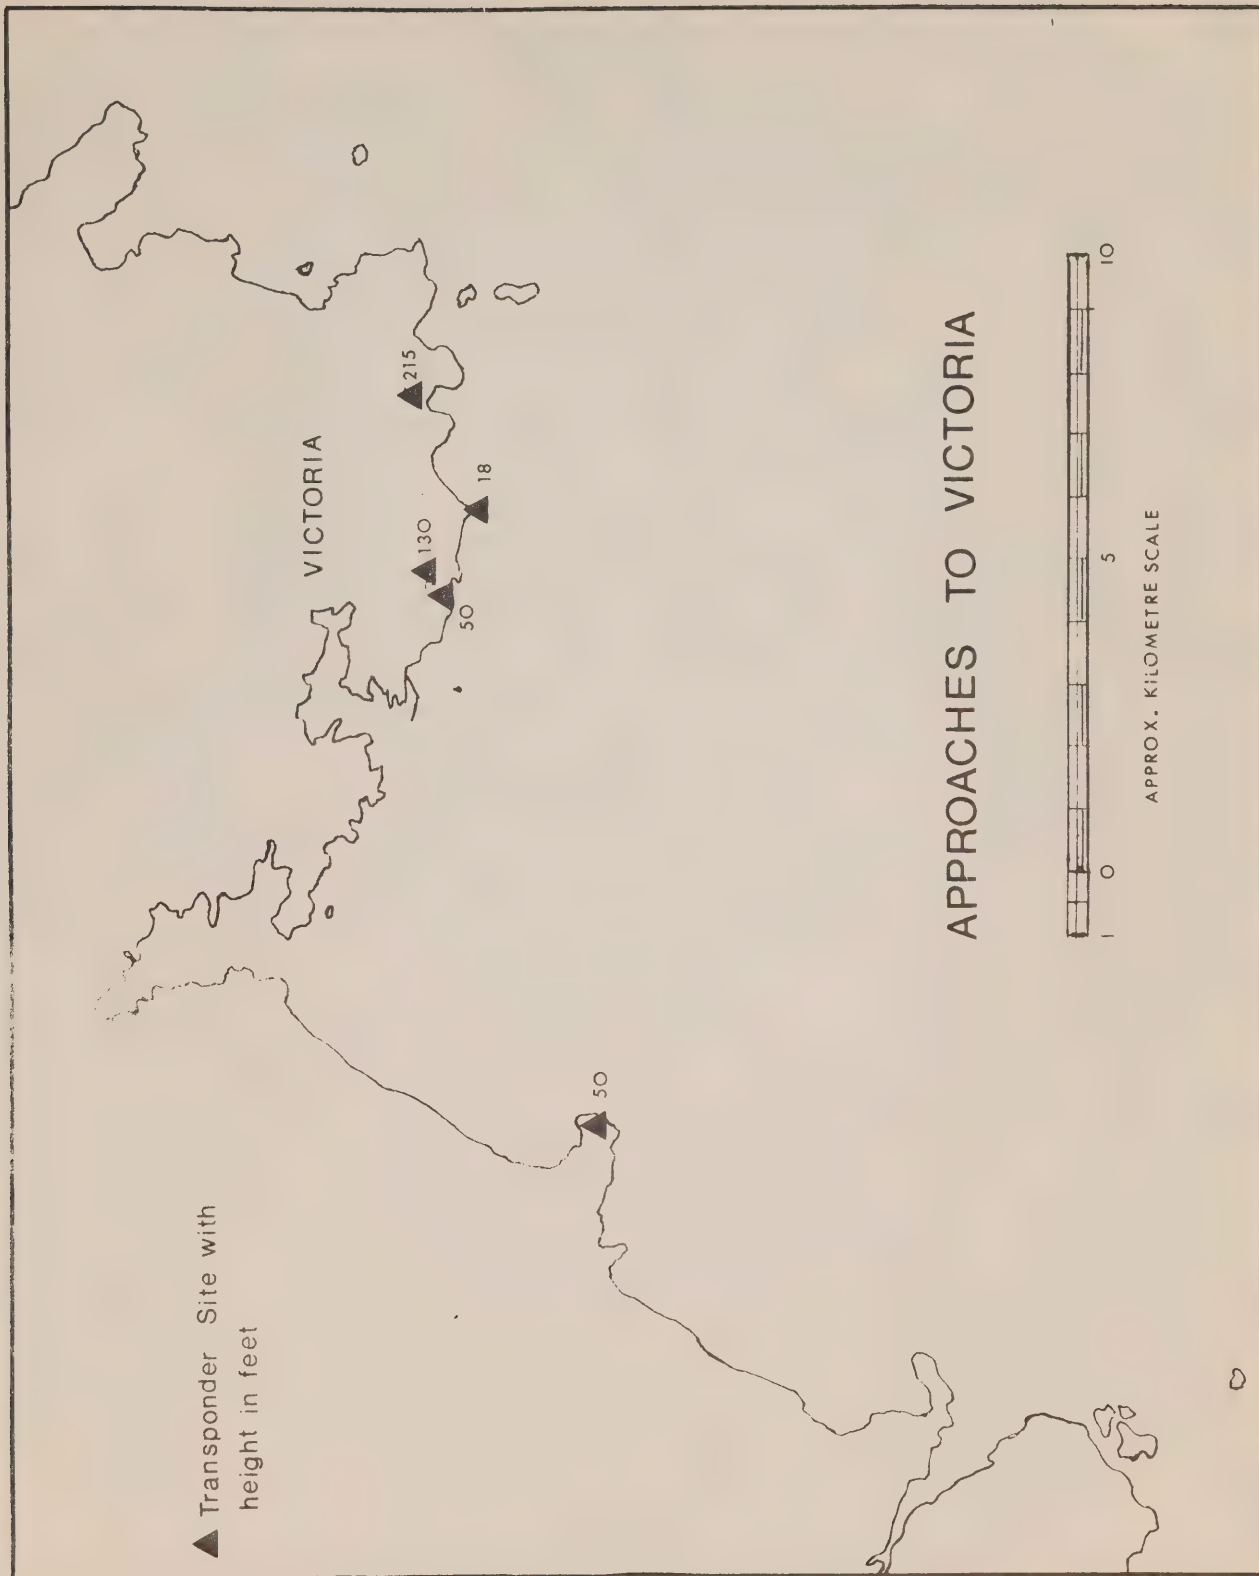 ▲ Transponder Site with
height in feet
VICTORIA
215
130
18
50
50
APPROACHES TO VICTORIA
1 0 5 10
APPROX. KILOMETRE SCALE